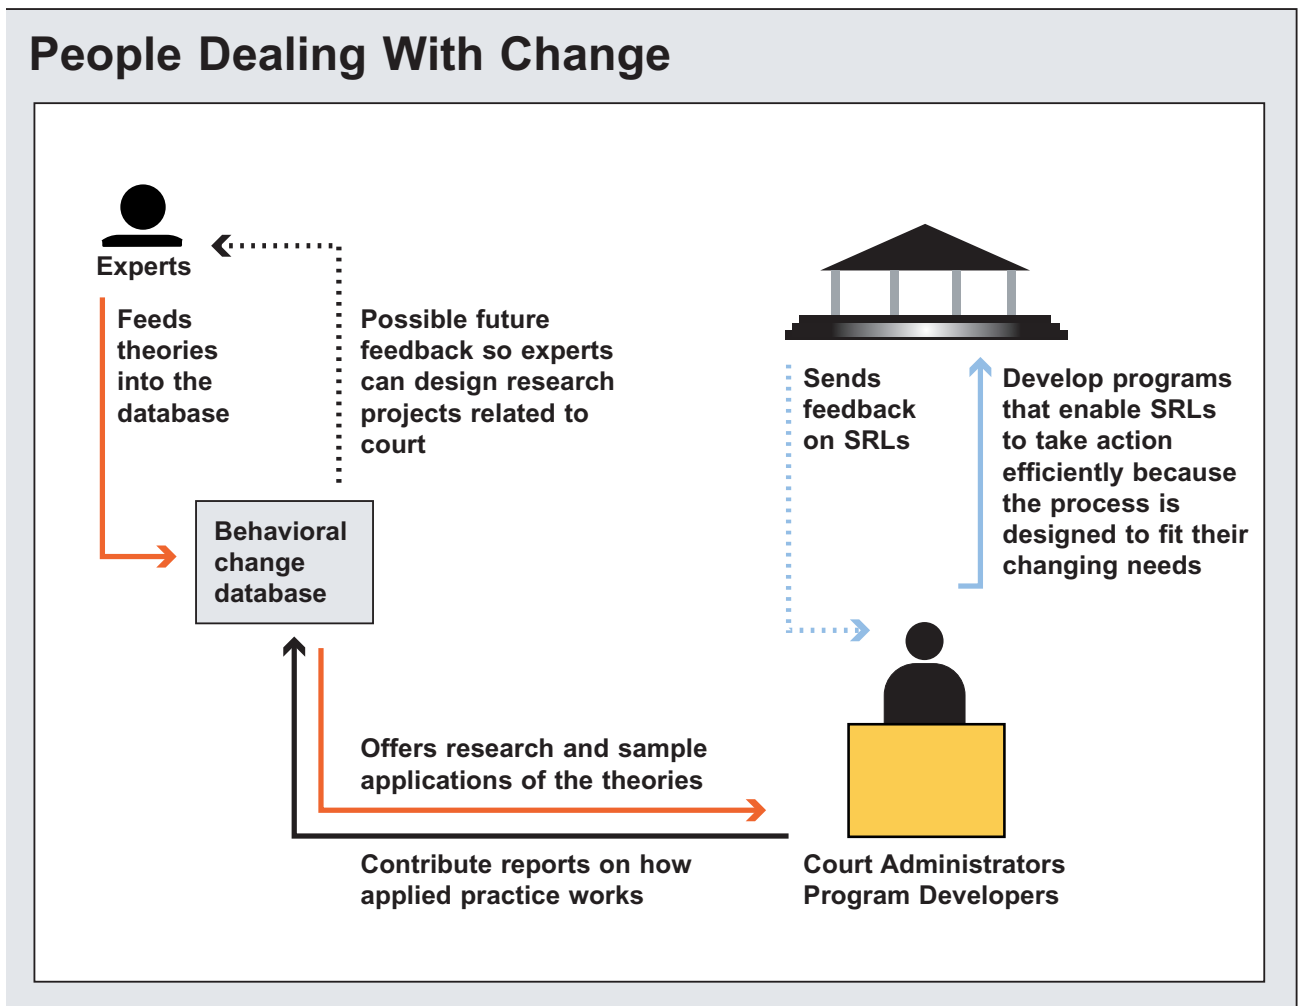 People Dealing With Change
Experts
Feeds
theories
into the
database
Possible future
feedback so experts
can design research
projects related to
court
Sends
feedback
on SRLs
Develop programs
that enable SRLs
to take action
efficiently because
the process is
designed to fit their
changing needs
Behavioral
change
database
Offers research and sample
applications of the theories
Contribute reports on how
applied practice works
Court Administrators
Program Developers